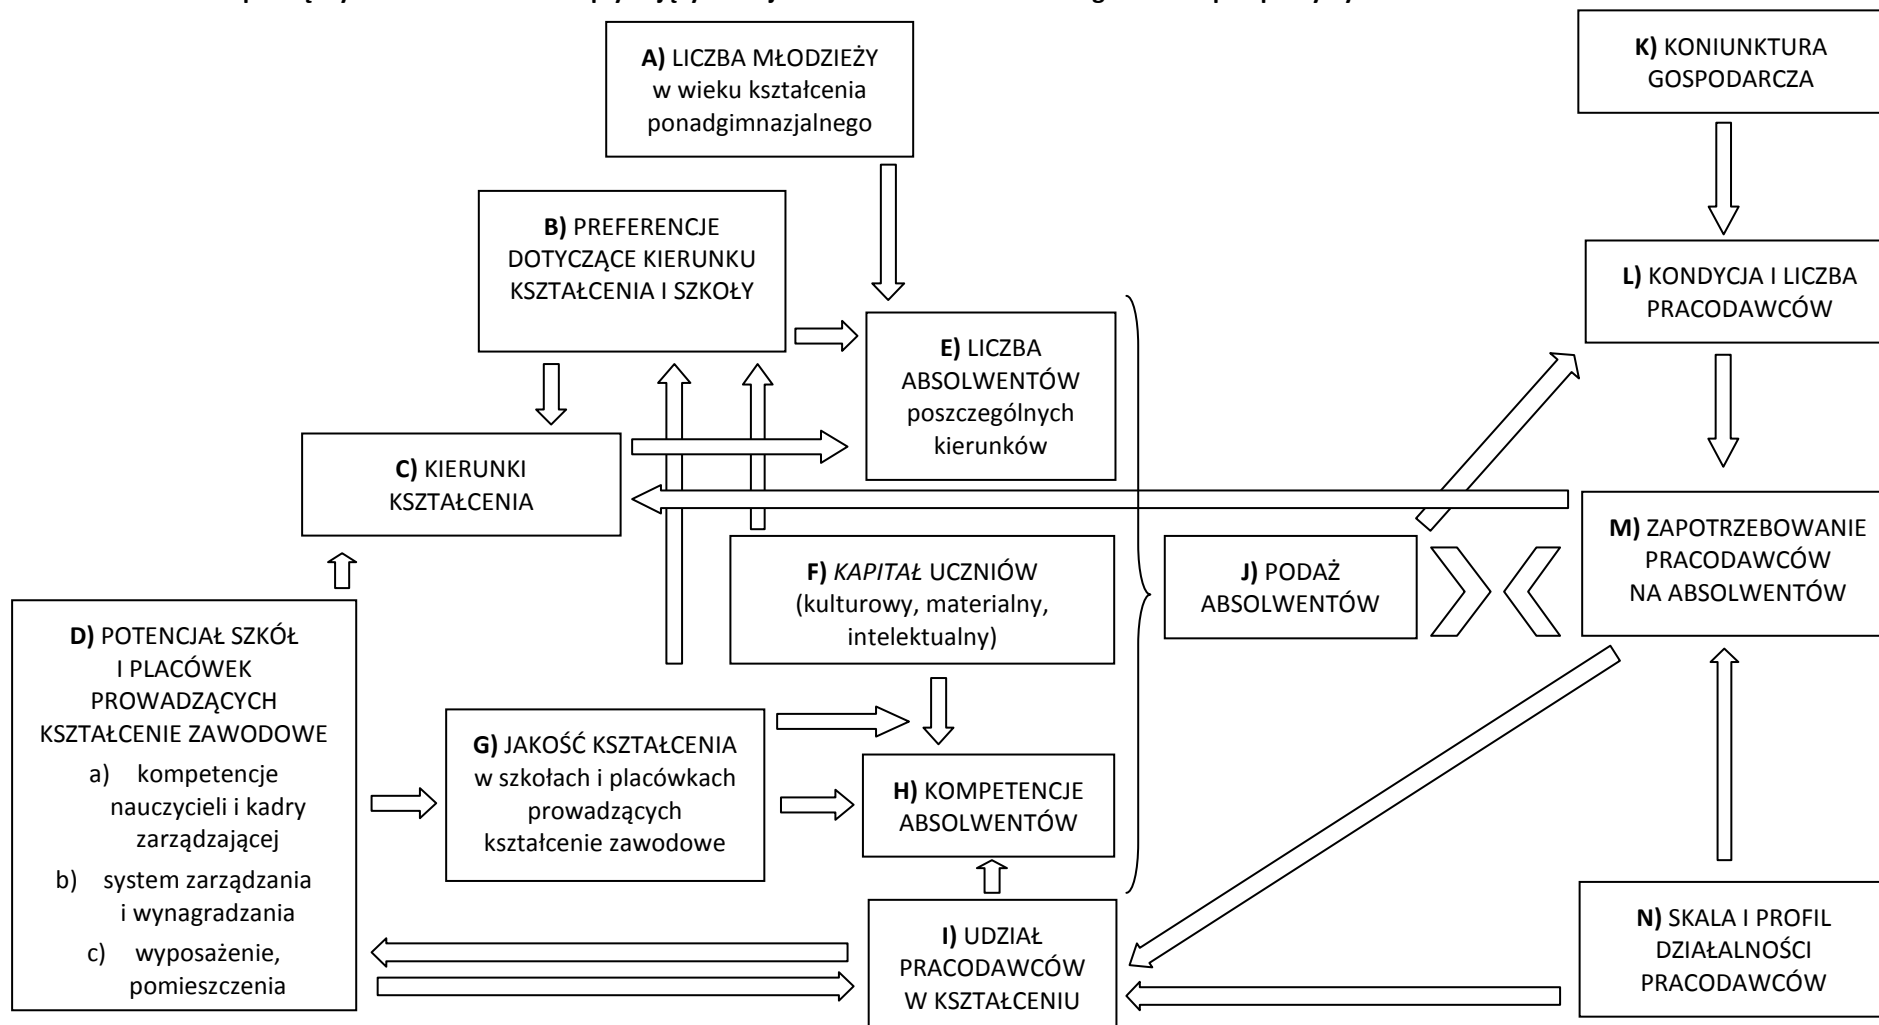 A) LICZBA MŁODZIEŻY
w wieku kształcenia
ponadgimnazjalnego
K) KONIUNKTURA
GOSPODARCZA
B) PREFERENCJE
DOTYCZĄCE KIERUNKU
KSZTAŁCENIA I SZKOŁY
L) KONDYCJA I LICZBA
PRACODAWCÓW
E) LICZBA
ABSOLWENTÓW
poszczególnych
kierunków
C) KIERUNKI
KSZTAŁCENIA
M) ZAPOTRZEBOWANIE
PRACODAWCÓW
NA ABSOLWENTÓW
F) KAPITAŁ UCZNIÓW
(kulturowy, materialny,
intelektualny)
J) PODAŻ
ABSOLWENTÓW
D) POTENCJAŁ SZKÓŁ
I PLACÓWEK
PROWADZĄCYCH
KSZTAŁCENIE ZAWODOWE
a) kompetencje
nauczycieli i kadry
zarządzającej
b) system zarządzania
i wynagradzania
c) wyposażenie,
pomieszczenia
G) JAKOŚĆ KSZTAŁCENIA
w szkołach i placówkach
prowadzących
kształcenie zawodowe
H) KOMPETENCJE
ABSOLWENTÓW
I) UDZIAŁ
PRACODAWCÓW
W KSZTAŁCENIU
N) SKALA I PROFIL
DZIAŁALNOŚCI
PRACODAWCÓW